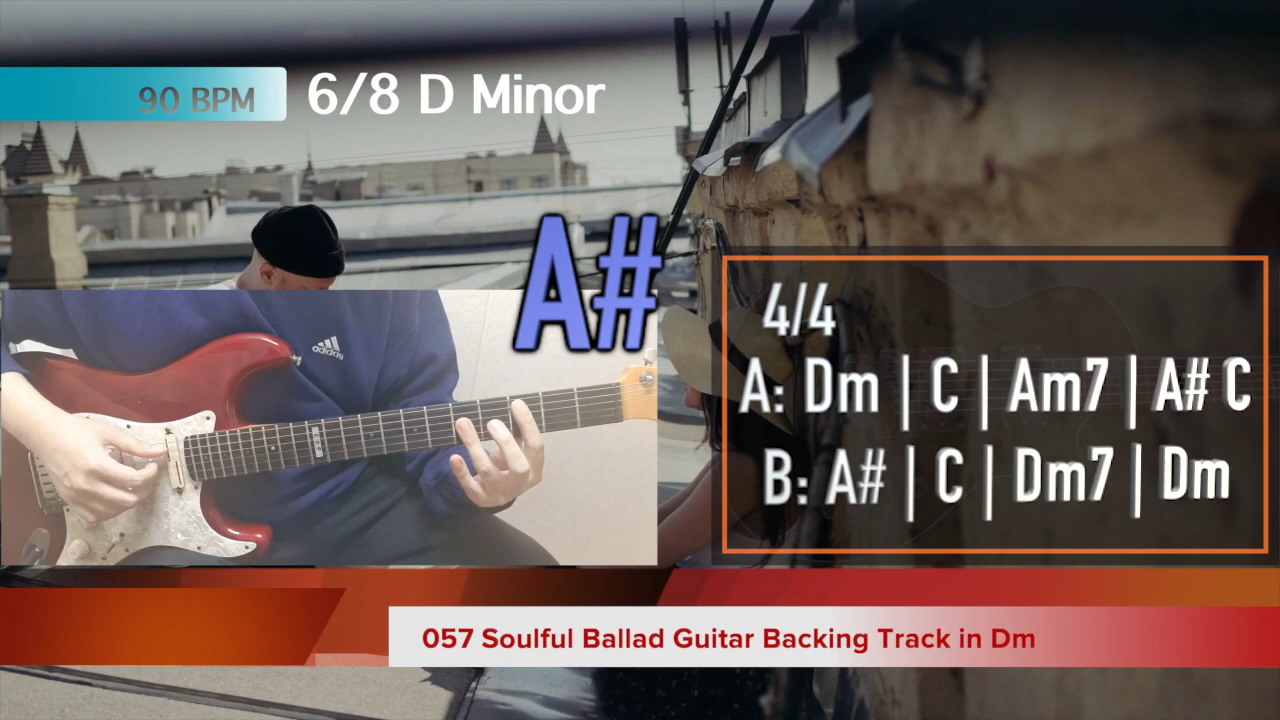 90 BPM 6/8 D Minor
A#
adidas
4/4
A: Dm | C | Am7 | A# C
B: A# | C | Dm7 | Dm
057 Soulful Ballad Guitar Backing Track in Dm